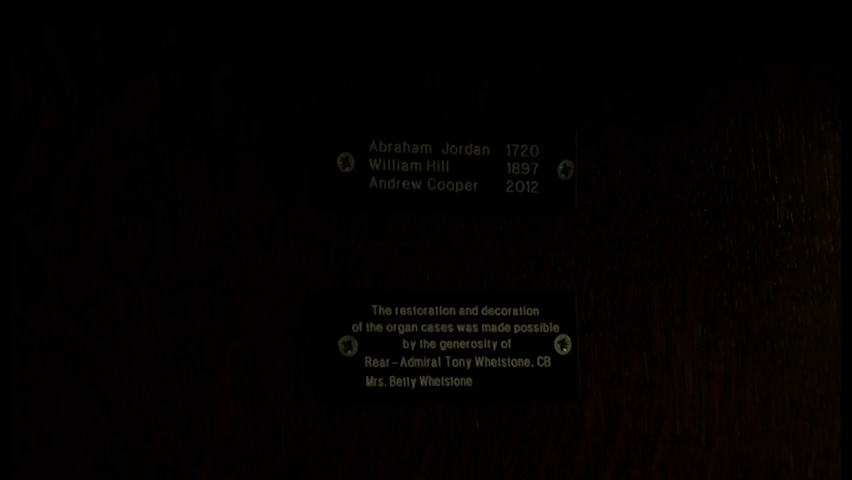 Abraham Jordan 1720
William Hill 1897
Andrew Cooper 2012
The restoration and decoration
of the organ cases was made possible
by the generosity of
Rear-Admiral Tony Whetstone, CB
Mrs. Betty Whetstone